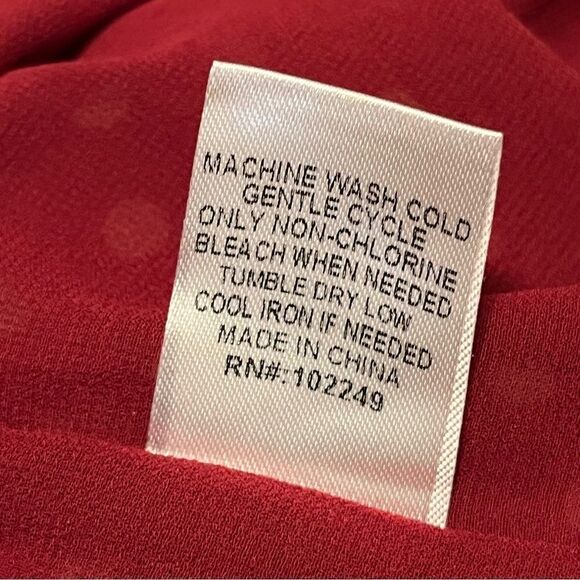 MACHINE WASH COLD
GENTLE CYCLE
ONLY NON-CHLORINE
BLEACH WHEN NEEDED
TUMBLE DRY LOW
COOL IRON IF NEEDED
MADE IN CHINA
RN#:102249